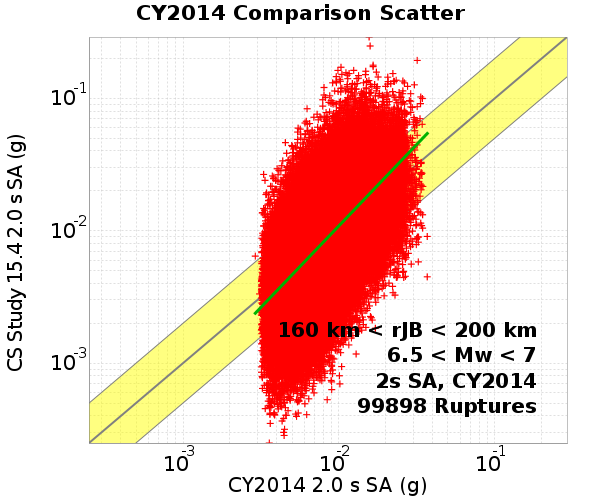 CY2014 Comparison Scatter
CS Study 15.4 2.0 s SA (g)
10-1
10-2
10-3
160 km < rJB < 200 km
6.5 < Mw < 7
2s SA, CY2014
99898 Ruptures
10-3 10-2 10-1
CY2014 2.0 s SA (g)